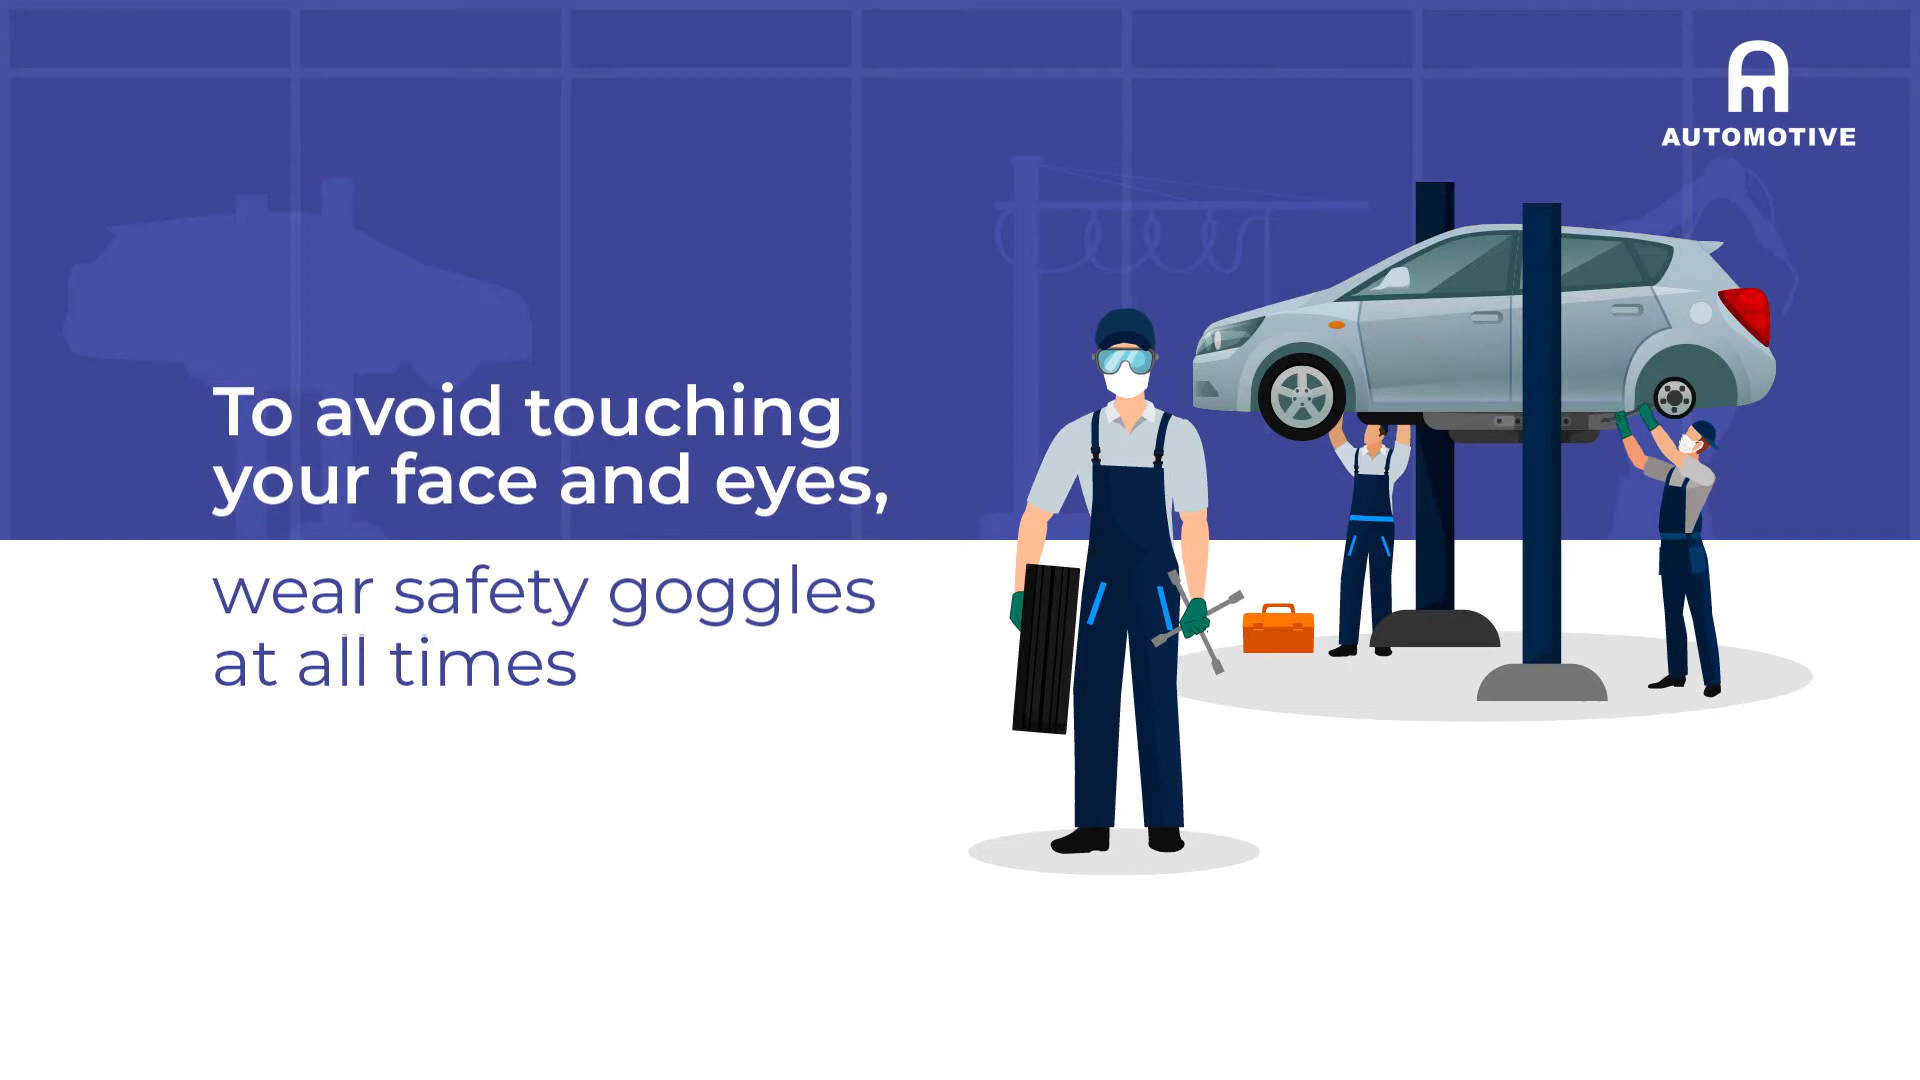 AUTOMOTIVE
To avoid touching
your face and eyes,
wear safety goggles
at all times